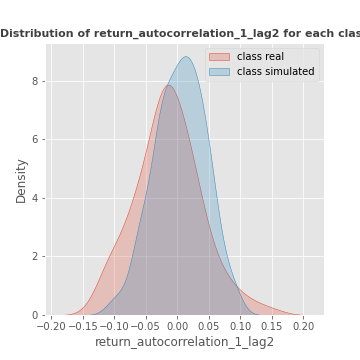 Distribution of return_autocorrelation_1_lag2 for each clas
class real
class simulated
8
6
4
2
0
Density
−0.20 −0.15 −0.10 −0.05 0.00 0.05 0.10 0.15 0.20
return_autocorrelation_1_lag2